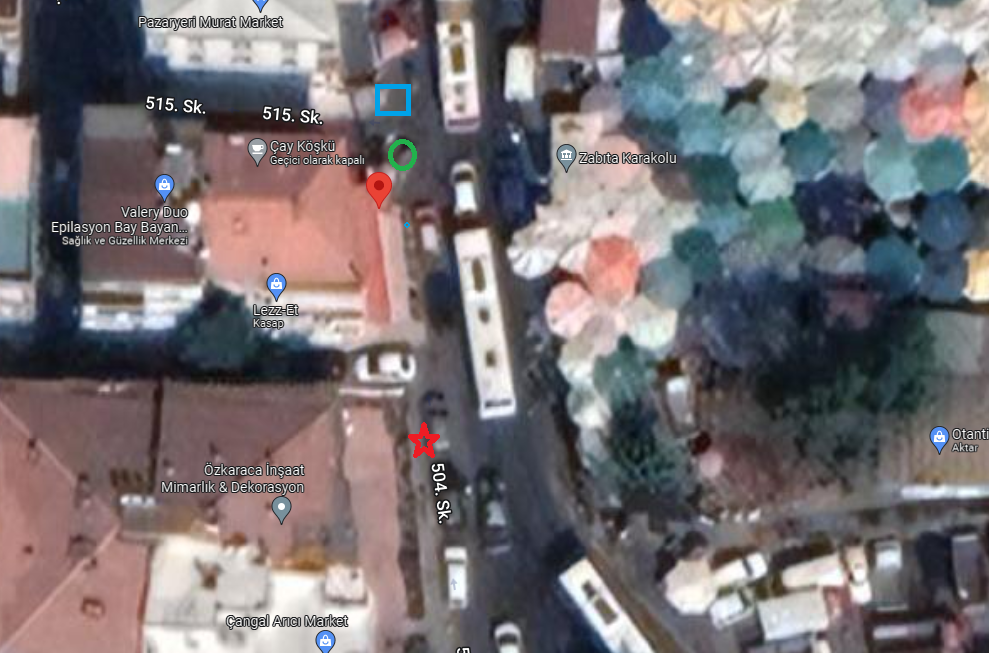 Pazaryeri Murat Market
515. Sk.
515. Sk.
Çay Köşkü
Geçici olarak kapalı
Zabıta Karakolu
Valery Duo
Epilasyon Bay Bayan...
Sağlık ve Güzellik Merkezi
Lezz-Et
Kasap
Otanti
Aktar
Özkaraca İnşaat
Mimarlık & Dekorasyon
504. Sk.
Çangal Arıcı Market